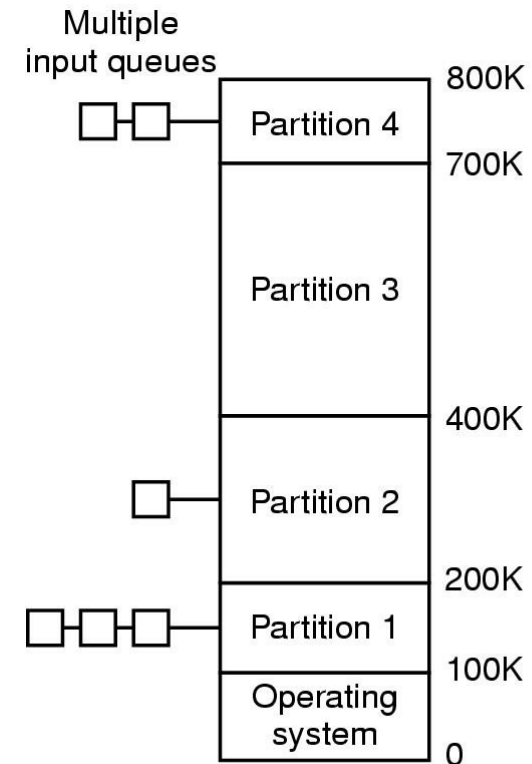 Multiple
input queues
800K
Partition 4
700K
Partition 3
400K
Partition 2
200K
Partition 1
100K
Operating
system
0